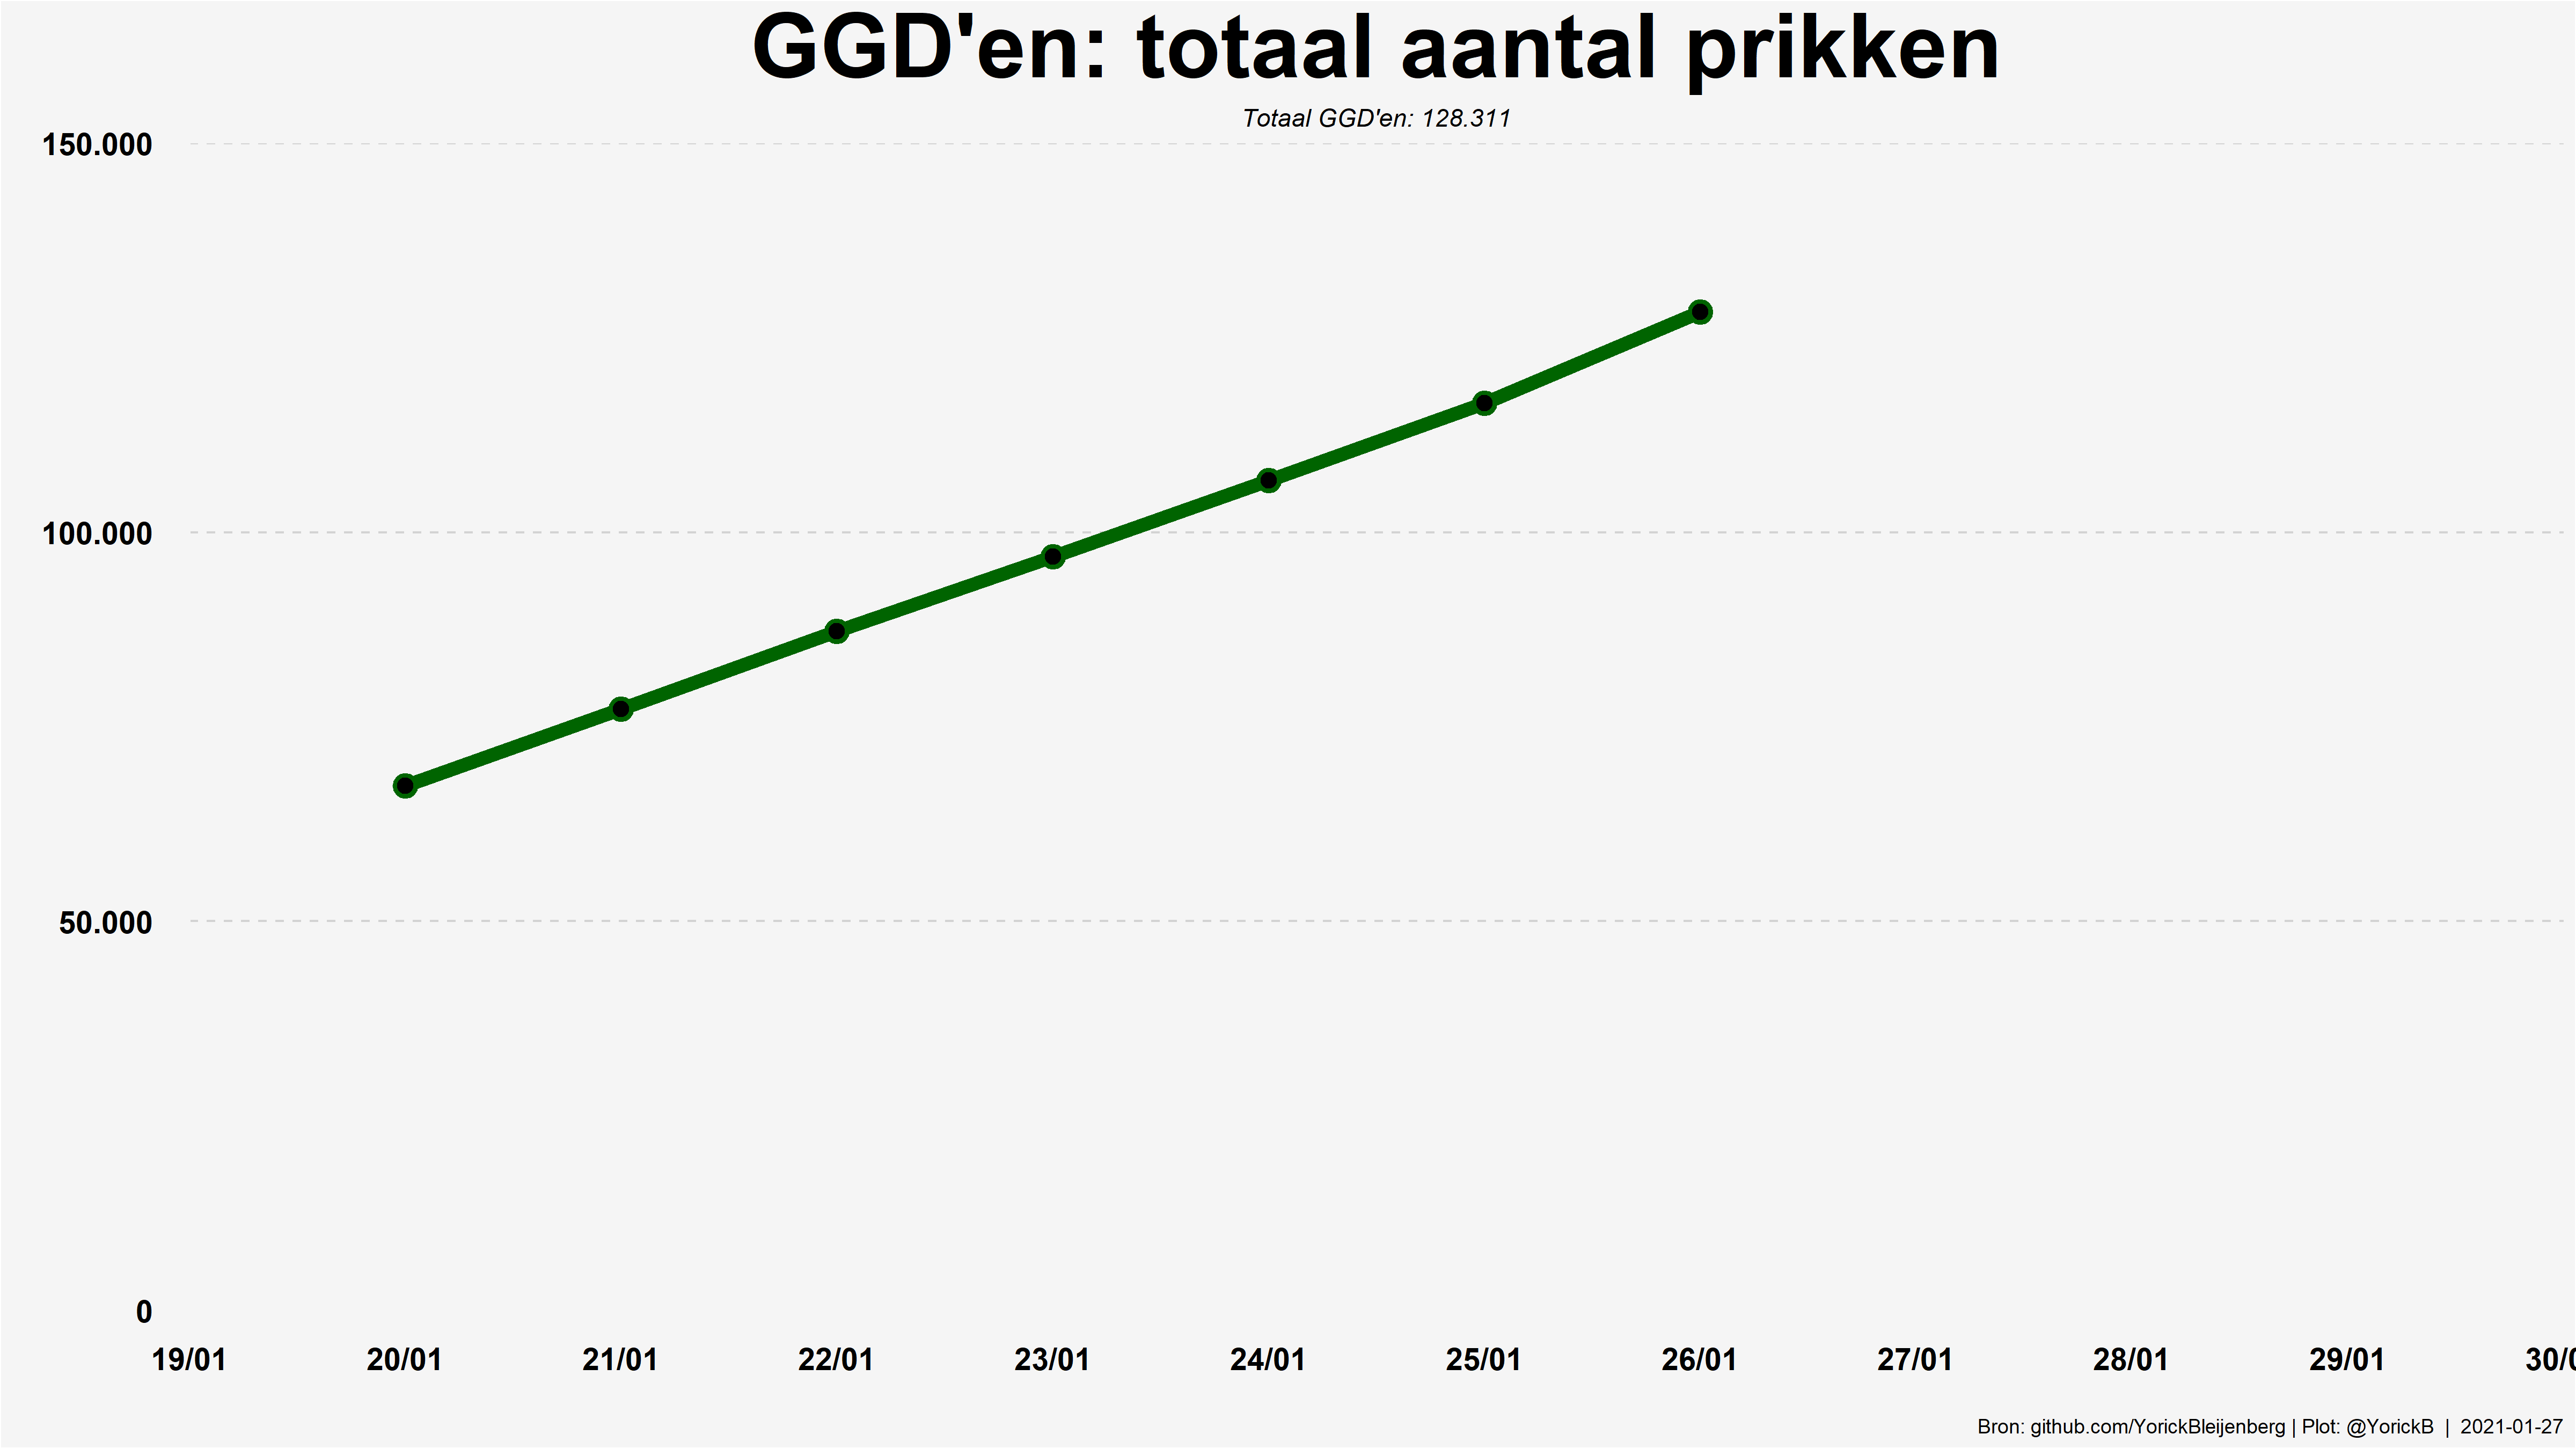 GGD'en: totaal aantal prikken
Totaal GGD'en: 128.311
150.000
100.000
50.000
0
19/01 20/01 21/01 22/01 23/01 24/01 25/01 26/01 27/01 28/01 29/01 30/0
Bron: github.com/YorickBleijenberg | Plot: @YorickB | 2021-01-27